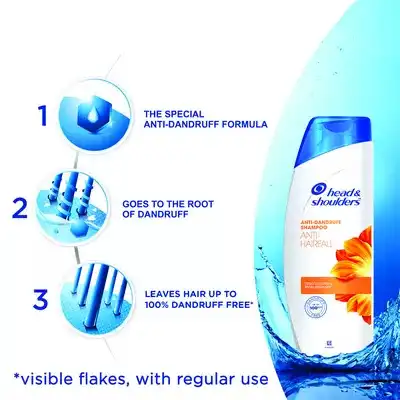 1
THE SPECIAL
ANTI-DANDRUFF FORMULA
2
GOES TO THE ROOT
OF DANDRUFF
3
LEAVES HAIR UP TO
100% DANDRUFF FREE*
*visible flakes, with regular use
head&
shoulders
ANTI-DANDRUFF
SHAMPOO
ANTI-
HAIRFALL